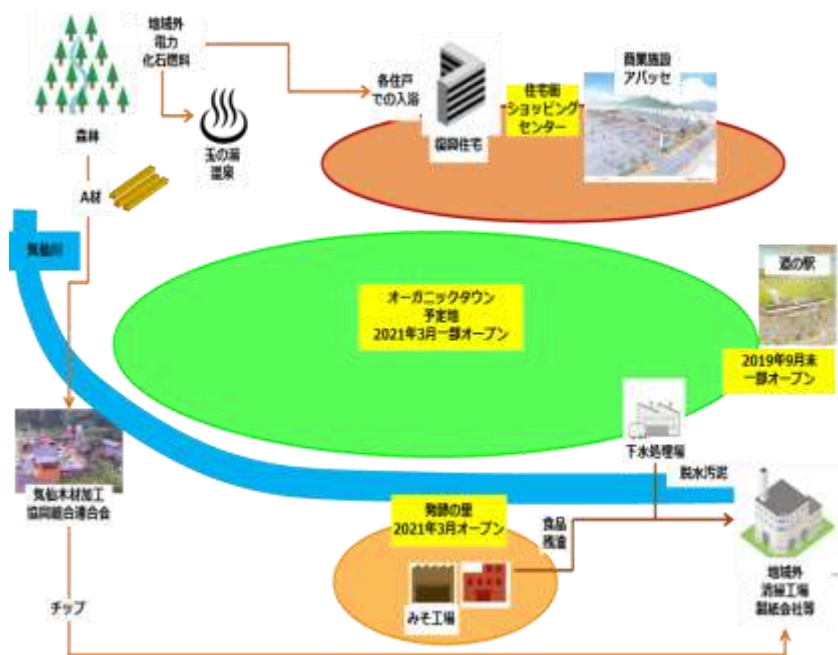 地域外
電力
化石燃料
森林
玉の湯
温泉
各住戸
での入浴
復興住宅
住宅街
ショッピング
センター
商業施設
アバッセ
A材
気仙川
オーガニックタウン
予定地
2021年3月一部オープン
道の駅
2019年9月末
一部オープン
下水処理場
脱水汚泥
気仙木材加工
協同組合連合会
発酵の里
2021年3月オープン
食品
残渣
みそ工場
地域外
清掃工場
製紙会社等
チップ